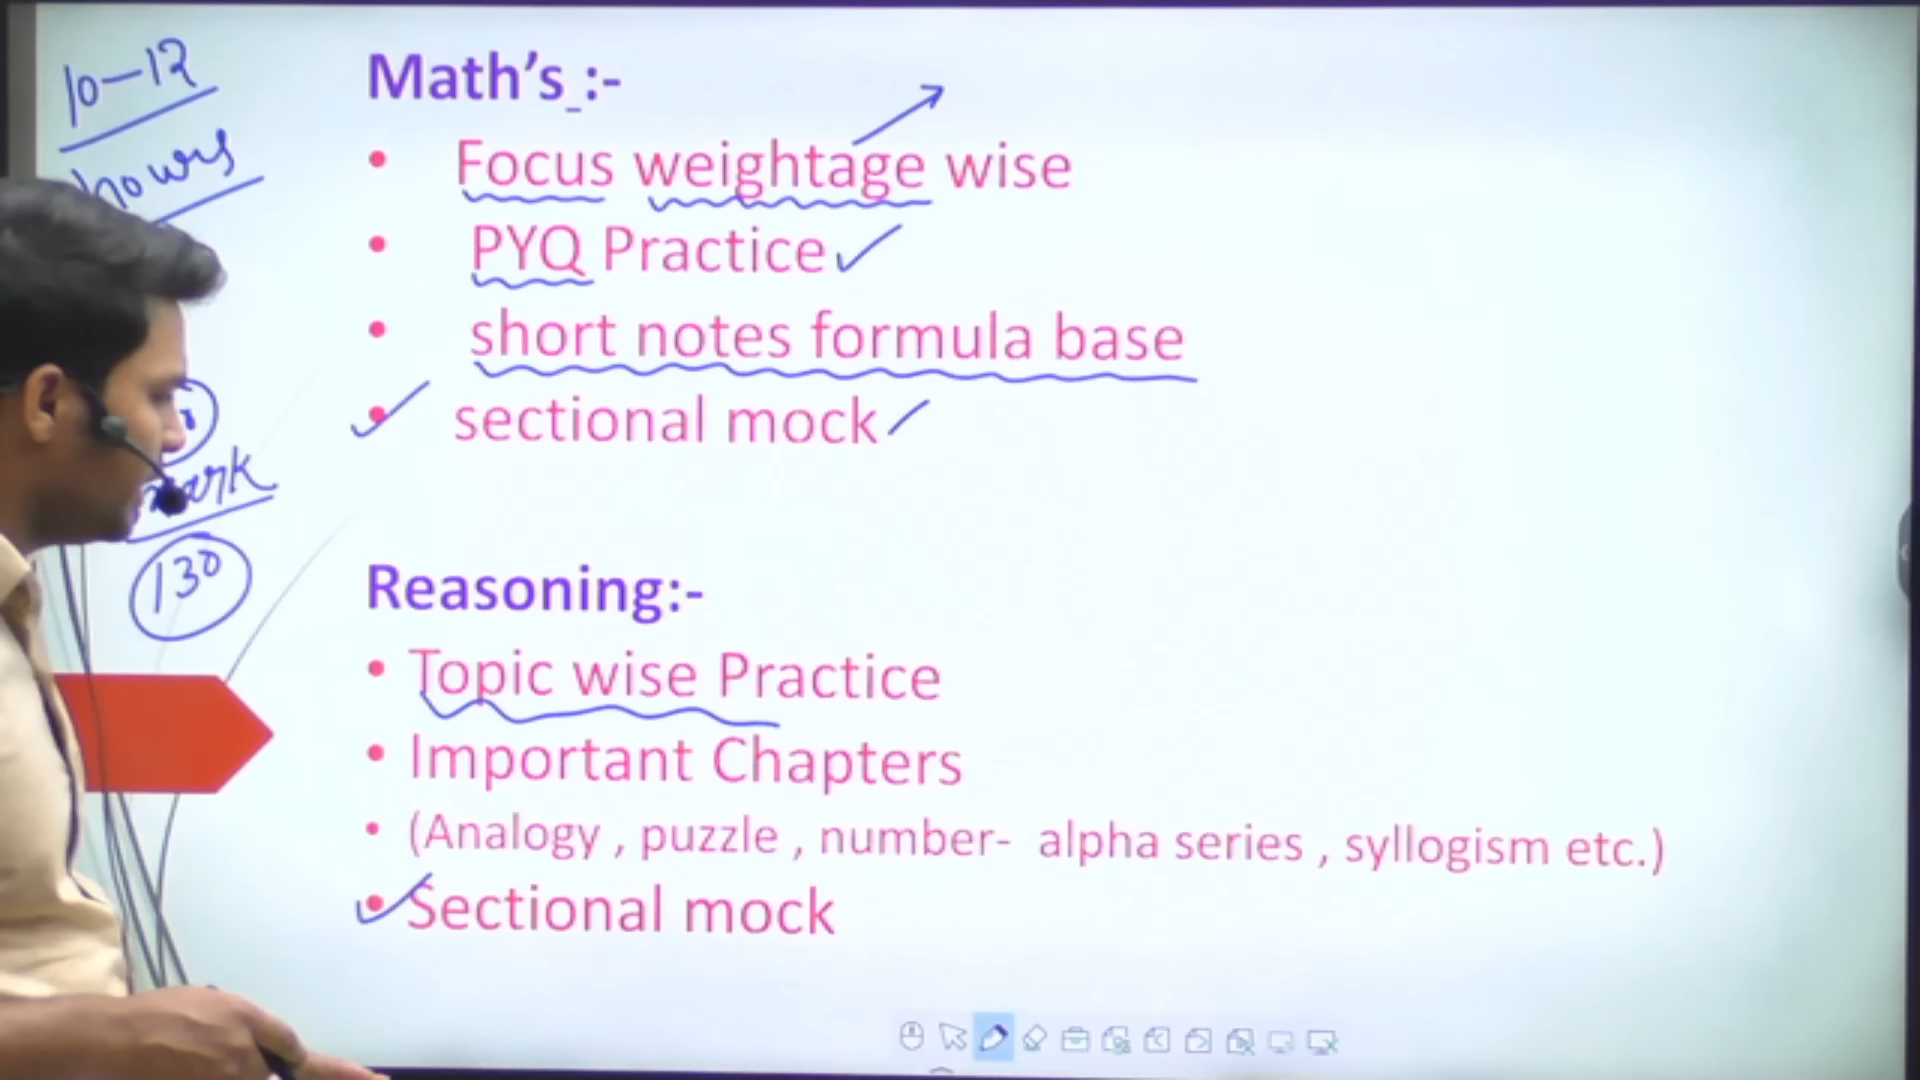 10-12
hours
Math's :-
• Focus weightage wise
• PYQ Practice
• short notes formula base
• sectional mock
130
Reasoning:-
• Topic wise Practice
• Important Chapters
• (Analogy , puzzle , number- alpha series , syllogism etc.)
• Sectional mock